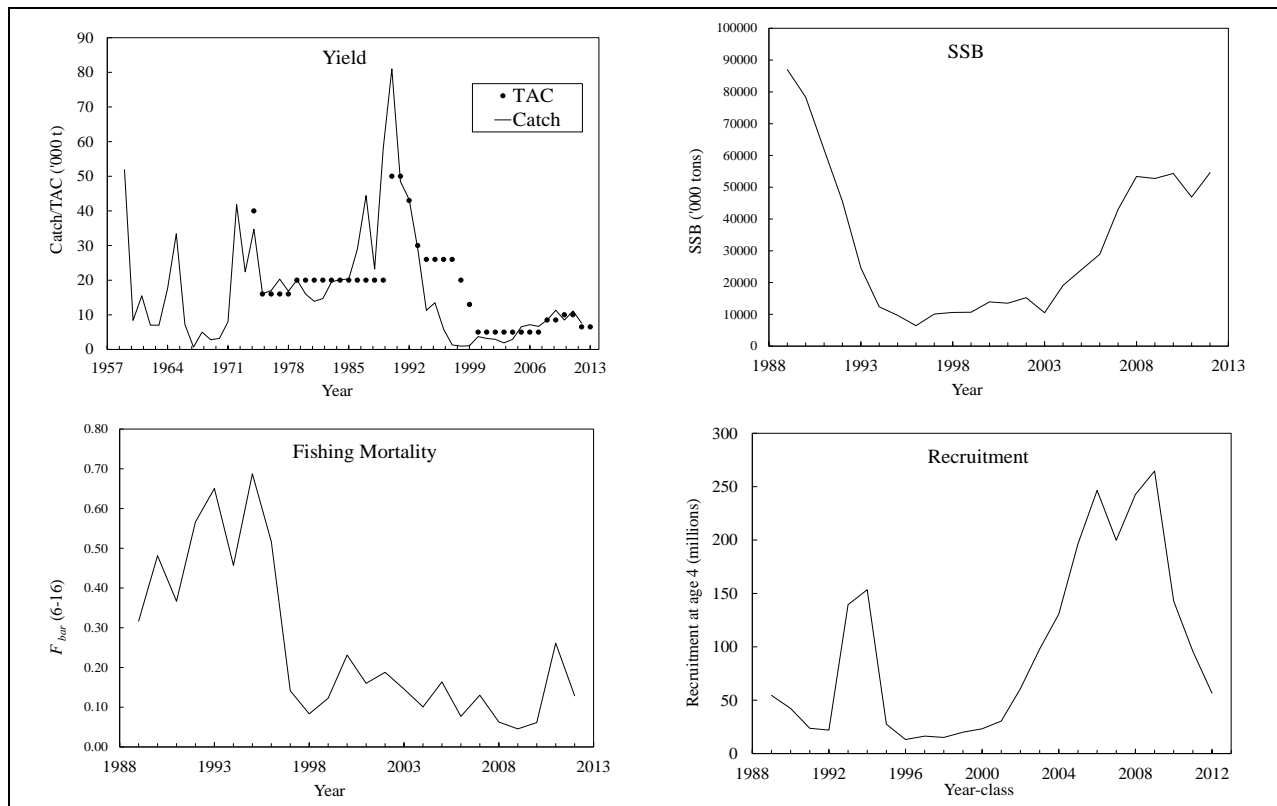 Yield
Catch/TAC ('000 t)
90
80
70
60
50
40
30
20
10
0
TAC
Catch
1957 1964 1971 1978 1985 1992 1999 2006 2013
Year
SSB
SSB ('000 tons)
100000
90000
80000
70000
60000
50000
40000
30000
20000
10000
0
1988 1993 1998 2003 2008 2013
Year
Fishing Mortality
F bar (6-16)
0.80
0.70
0.60
0.50
0.40
0.30
0.20
0.10
0.00
1988 1993 1998 2003 2008 2013
Year
Recruitment
Recruitment at age 4 (millions)
300
250
200
150
100
50
0
1988 1992 1996 2000 2004 2008 2012
Year-class